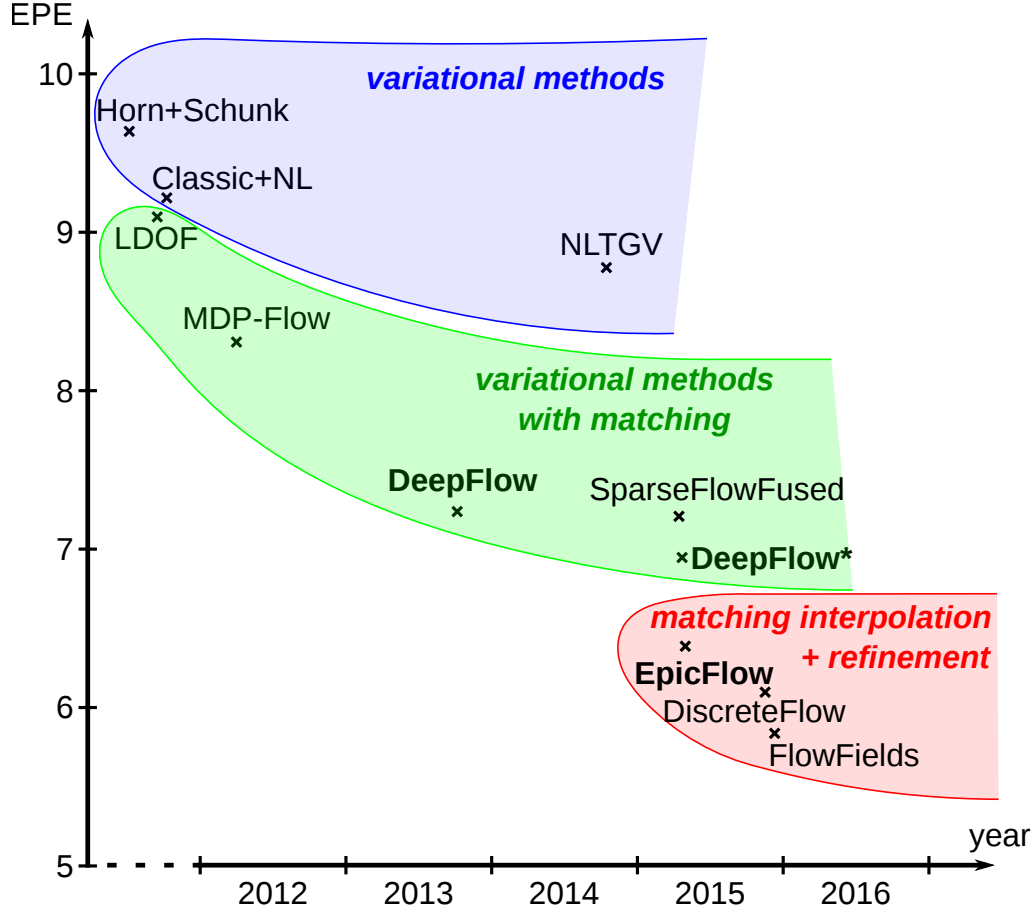 EPE
10
variational methods
Horn+Schunk
Classic+NL
9
LDOF
NLTGV
MDP-Flow
8
variational methods
with matching
DeepFlow
SparseFlowFused
7
DeepFlow*
matching interpolation
+ refinement
EpicFlow
6
DiscreteFlow
FlowFields
year
5
2012
2013
2014
2015
2016